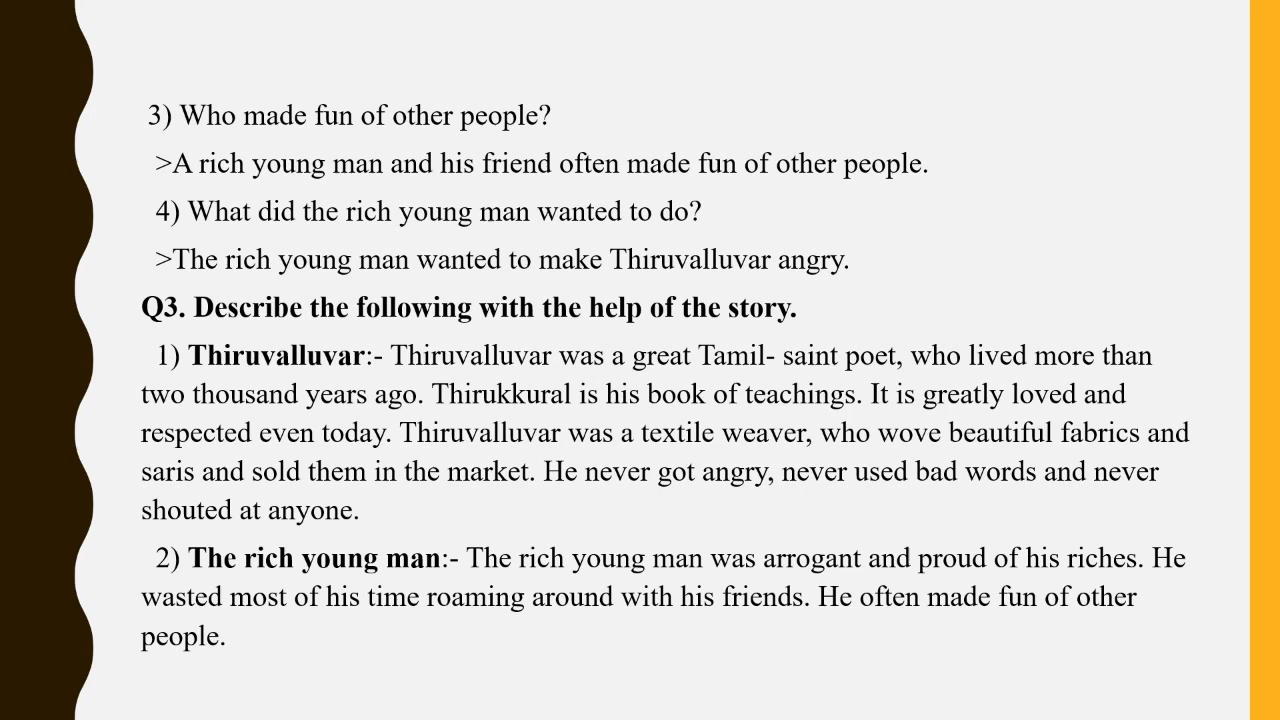 3) Who made fun of other people?
>A rich young man and his friend often made fun of other people.
4) What did the rich young man wanted to do?
>The rich young man wanted to make Thiruvalluvar angry.
Q3. Describe the following with the help of the story.
1) Thiruvalluvar:- Thiruvalluvar was a great Tamil- saint poet, who lived more than
two thousand years ago. Thirukkural is his book of teachings. It is greatly loved and
respected even today. Thiruvalluvar was a textile weaver, who wove beautiful fabrics and
saris and sold them in the market. He never got angry, never used bad words and never
shouted at anyone.
2) The rich young man:- The rich young man was arrogant and proud of his riches. He
wasted most of his time roaming around with his friends. He often made fun of other
people.